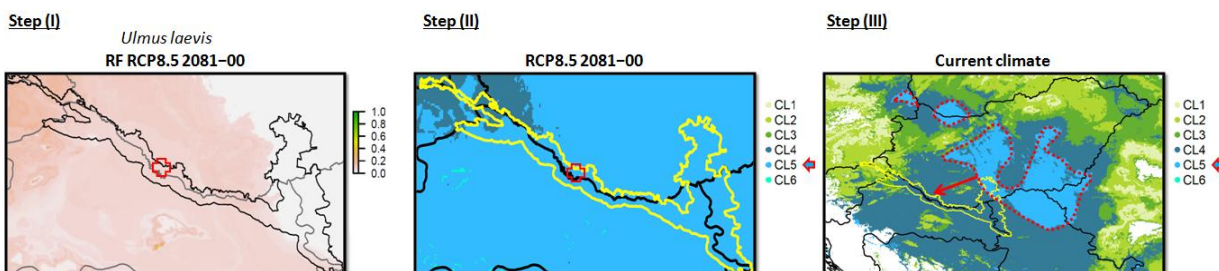 Step (I)
Ulmus laevis
RF RCP8.5 2081–00
1.0
0.8
0.6
0.4
0.2
0.0
Step (II)
RCP8.5 2081–00
CL1
CL2
CL3
CL4
CL5
CL6
Step (III)
Current climate
CL1
CL2
CL3
CL4
CL5
CL6